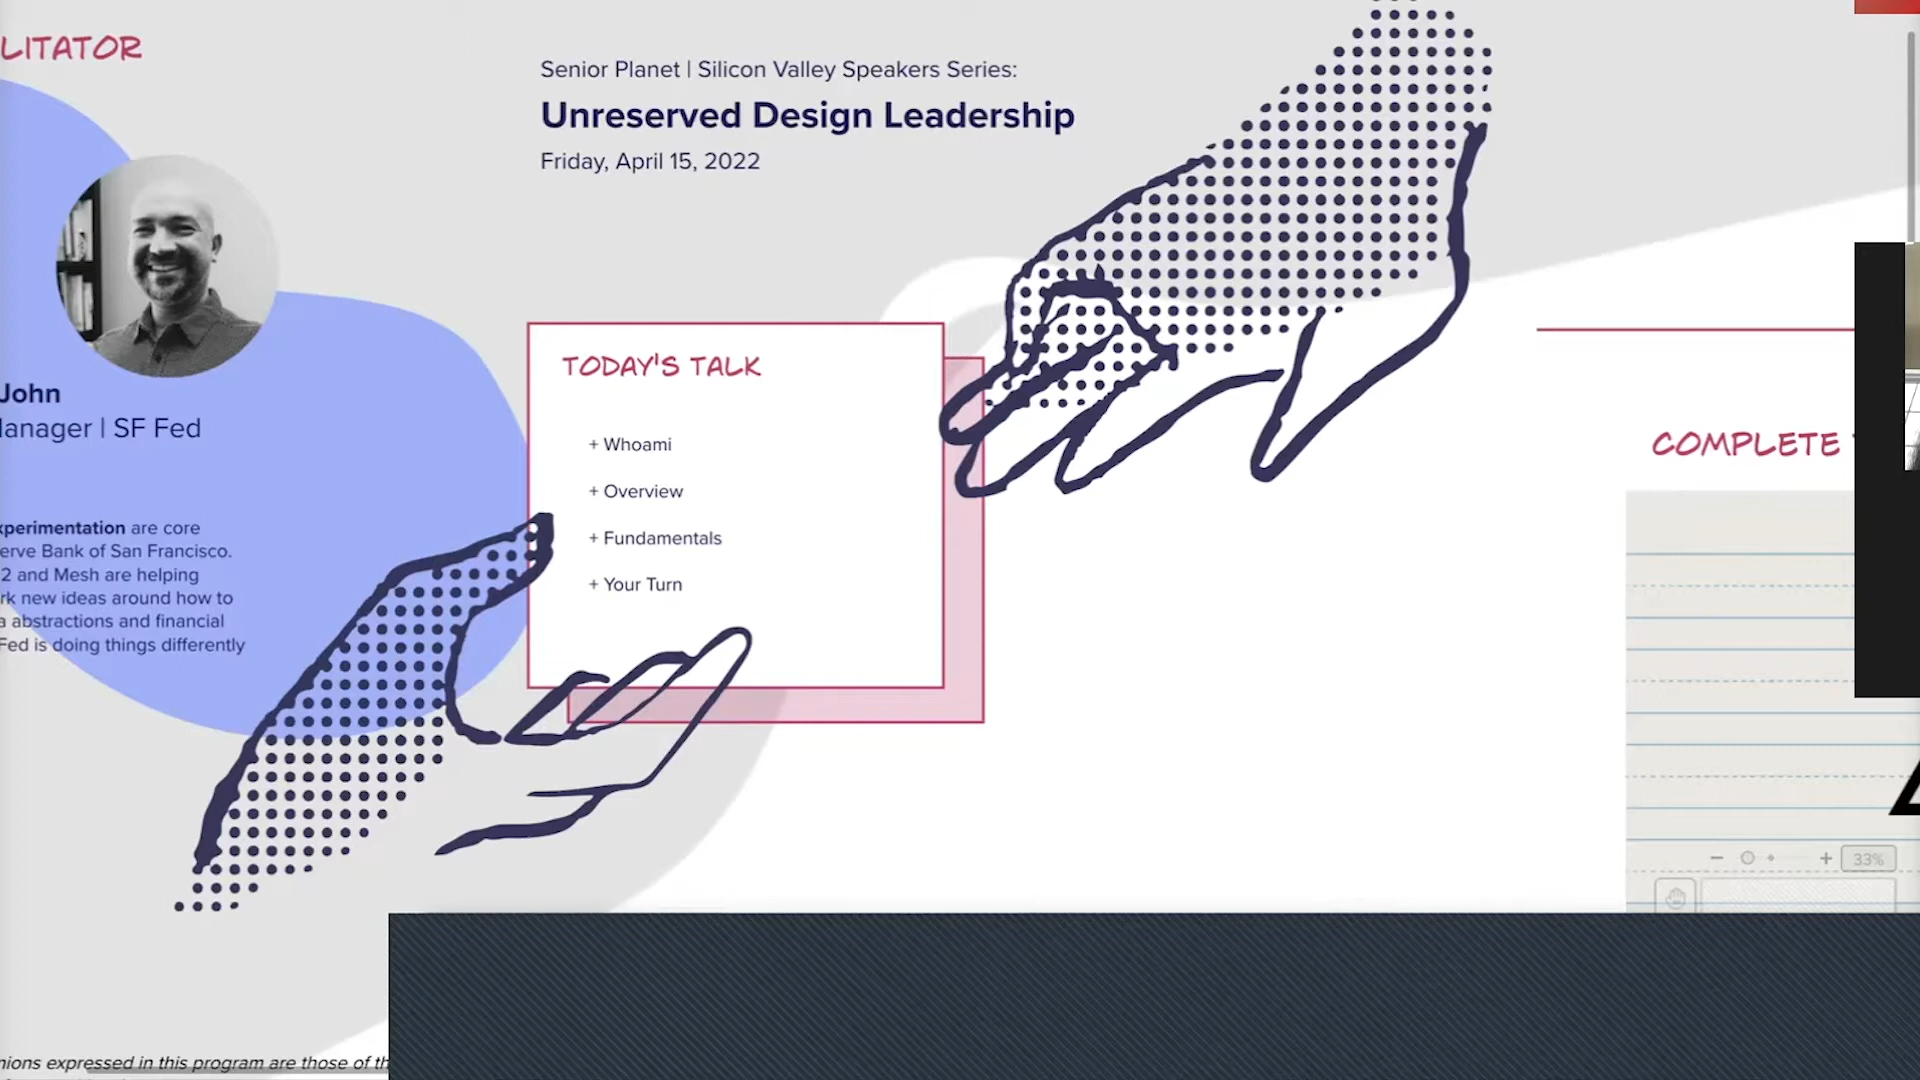 LITATOR
Senior Planet | Silicon Valley Speakers Series:
Unreserved Design Leadership
Friday, April 15, 2022
John
anager | SF Fed
xperimentation are core
erve Bank of San Francisco.
2 and Mesh are helping
rk new ideas around how to
a abstractions and financial
Fed is doing things differently
TODAY'S TALK
+ Whoami
+ Overview
+ Fundamentals
+ Your Turn
COMPLETE
33%
nions expressed in this program are those of th